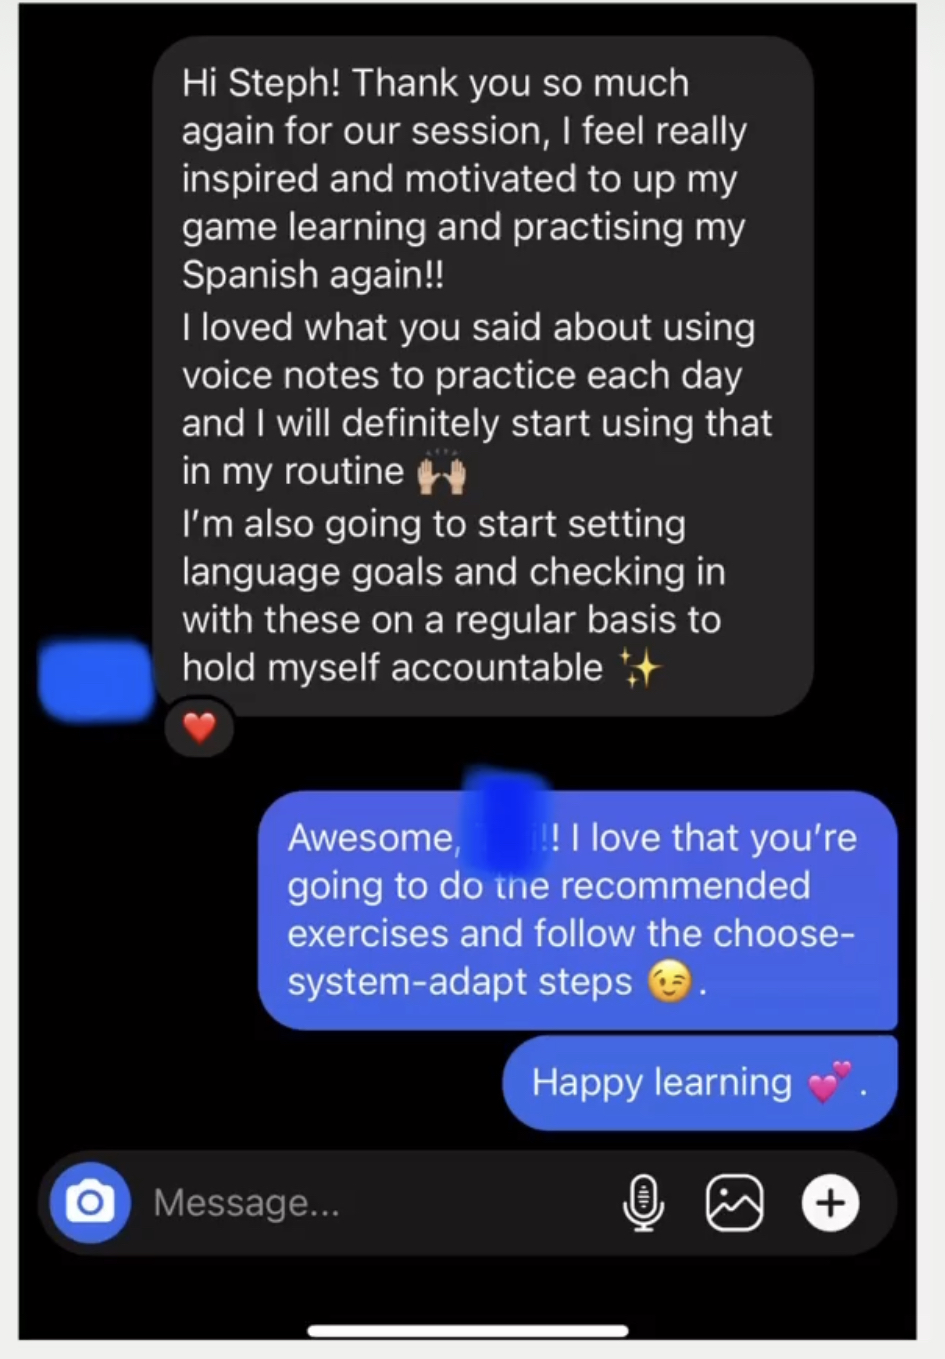 Hi Steph! Thank you so much
again for our session, I feel really
inspired and motivated to up my
game learning and practising my
Spanish again!!
I loved what you said about using
voice notes to practice each day
and I will definitely start using that
in my routine 🙌🏼
I'm also going to start setting
language goals and checking in
with these on a regular basis to
hold myself accountable ✨
❤️
Awesome, !! I love that you're
going to do the recommended
exercises and follow the choose-
system-adapt steps 😉.
Happy learning 💕.
Message...